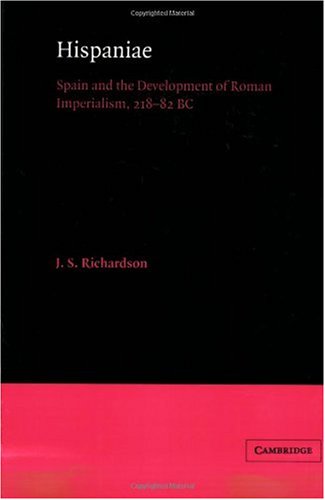 Hispaniae
Spain and the Development of Roman
Imperialism, 218–82 BC
J. S. Richardson
CAMBRIDGE